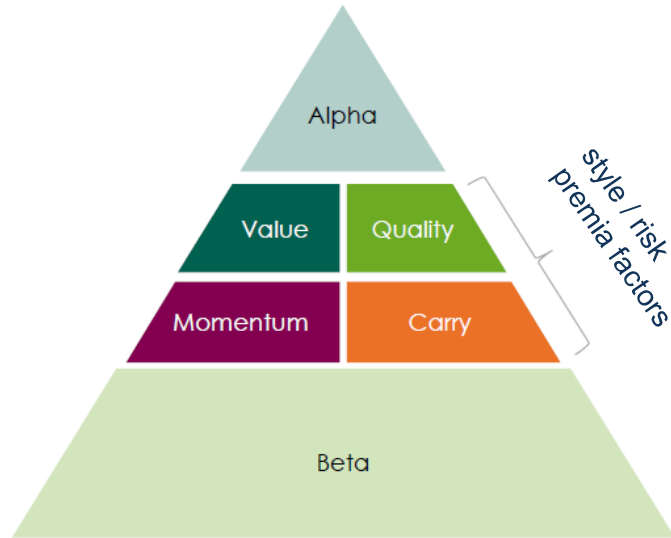 Alpha
Value
Quality
style / risk
premia factors
Momentum
Carry
Beta